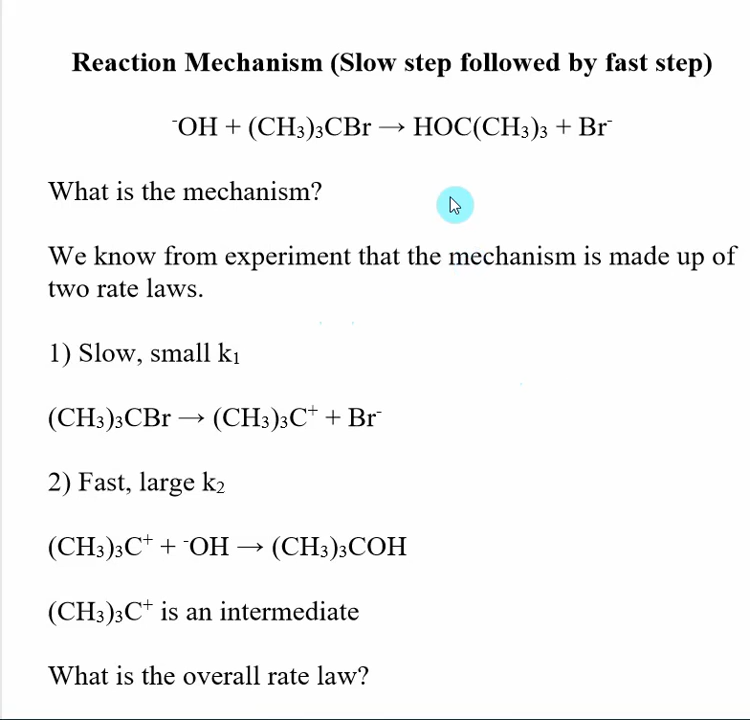 Reaction Mechanism (Slow step followed by fast step)
⁻OH + (CH₃)₃CBr → HOC(CH₃)₃ + Br⁻
What is the mechanism?
We know from experiment that the mechanism is made up of
two rate laws.
1) Slow, small k₁
(CH₃)₃CBr → (CH₃)₃C⁺ + Br⁻
2) Fast, large k₂
(CH₃)₃C⁺ + ⁻OH → (CH₃)₃COH
(CH₃)₃C⁺ is an intermediate
What is the overall rate law?